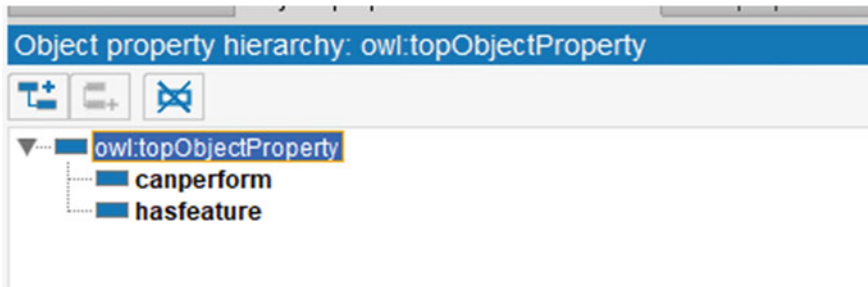 Object property hierarchy: owl:topObjectProperty
owl:topObjectProperty
canperform
hasfeature